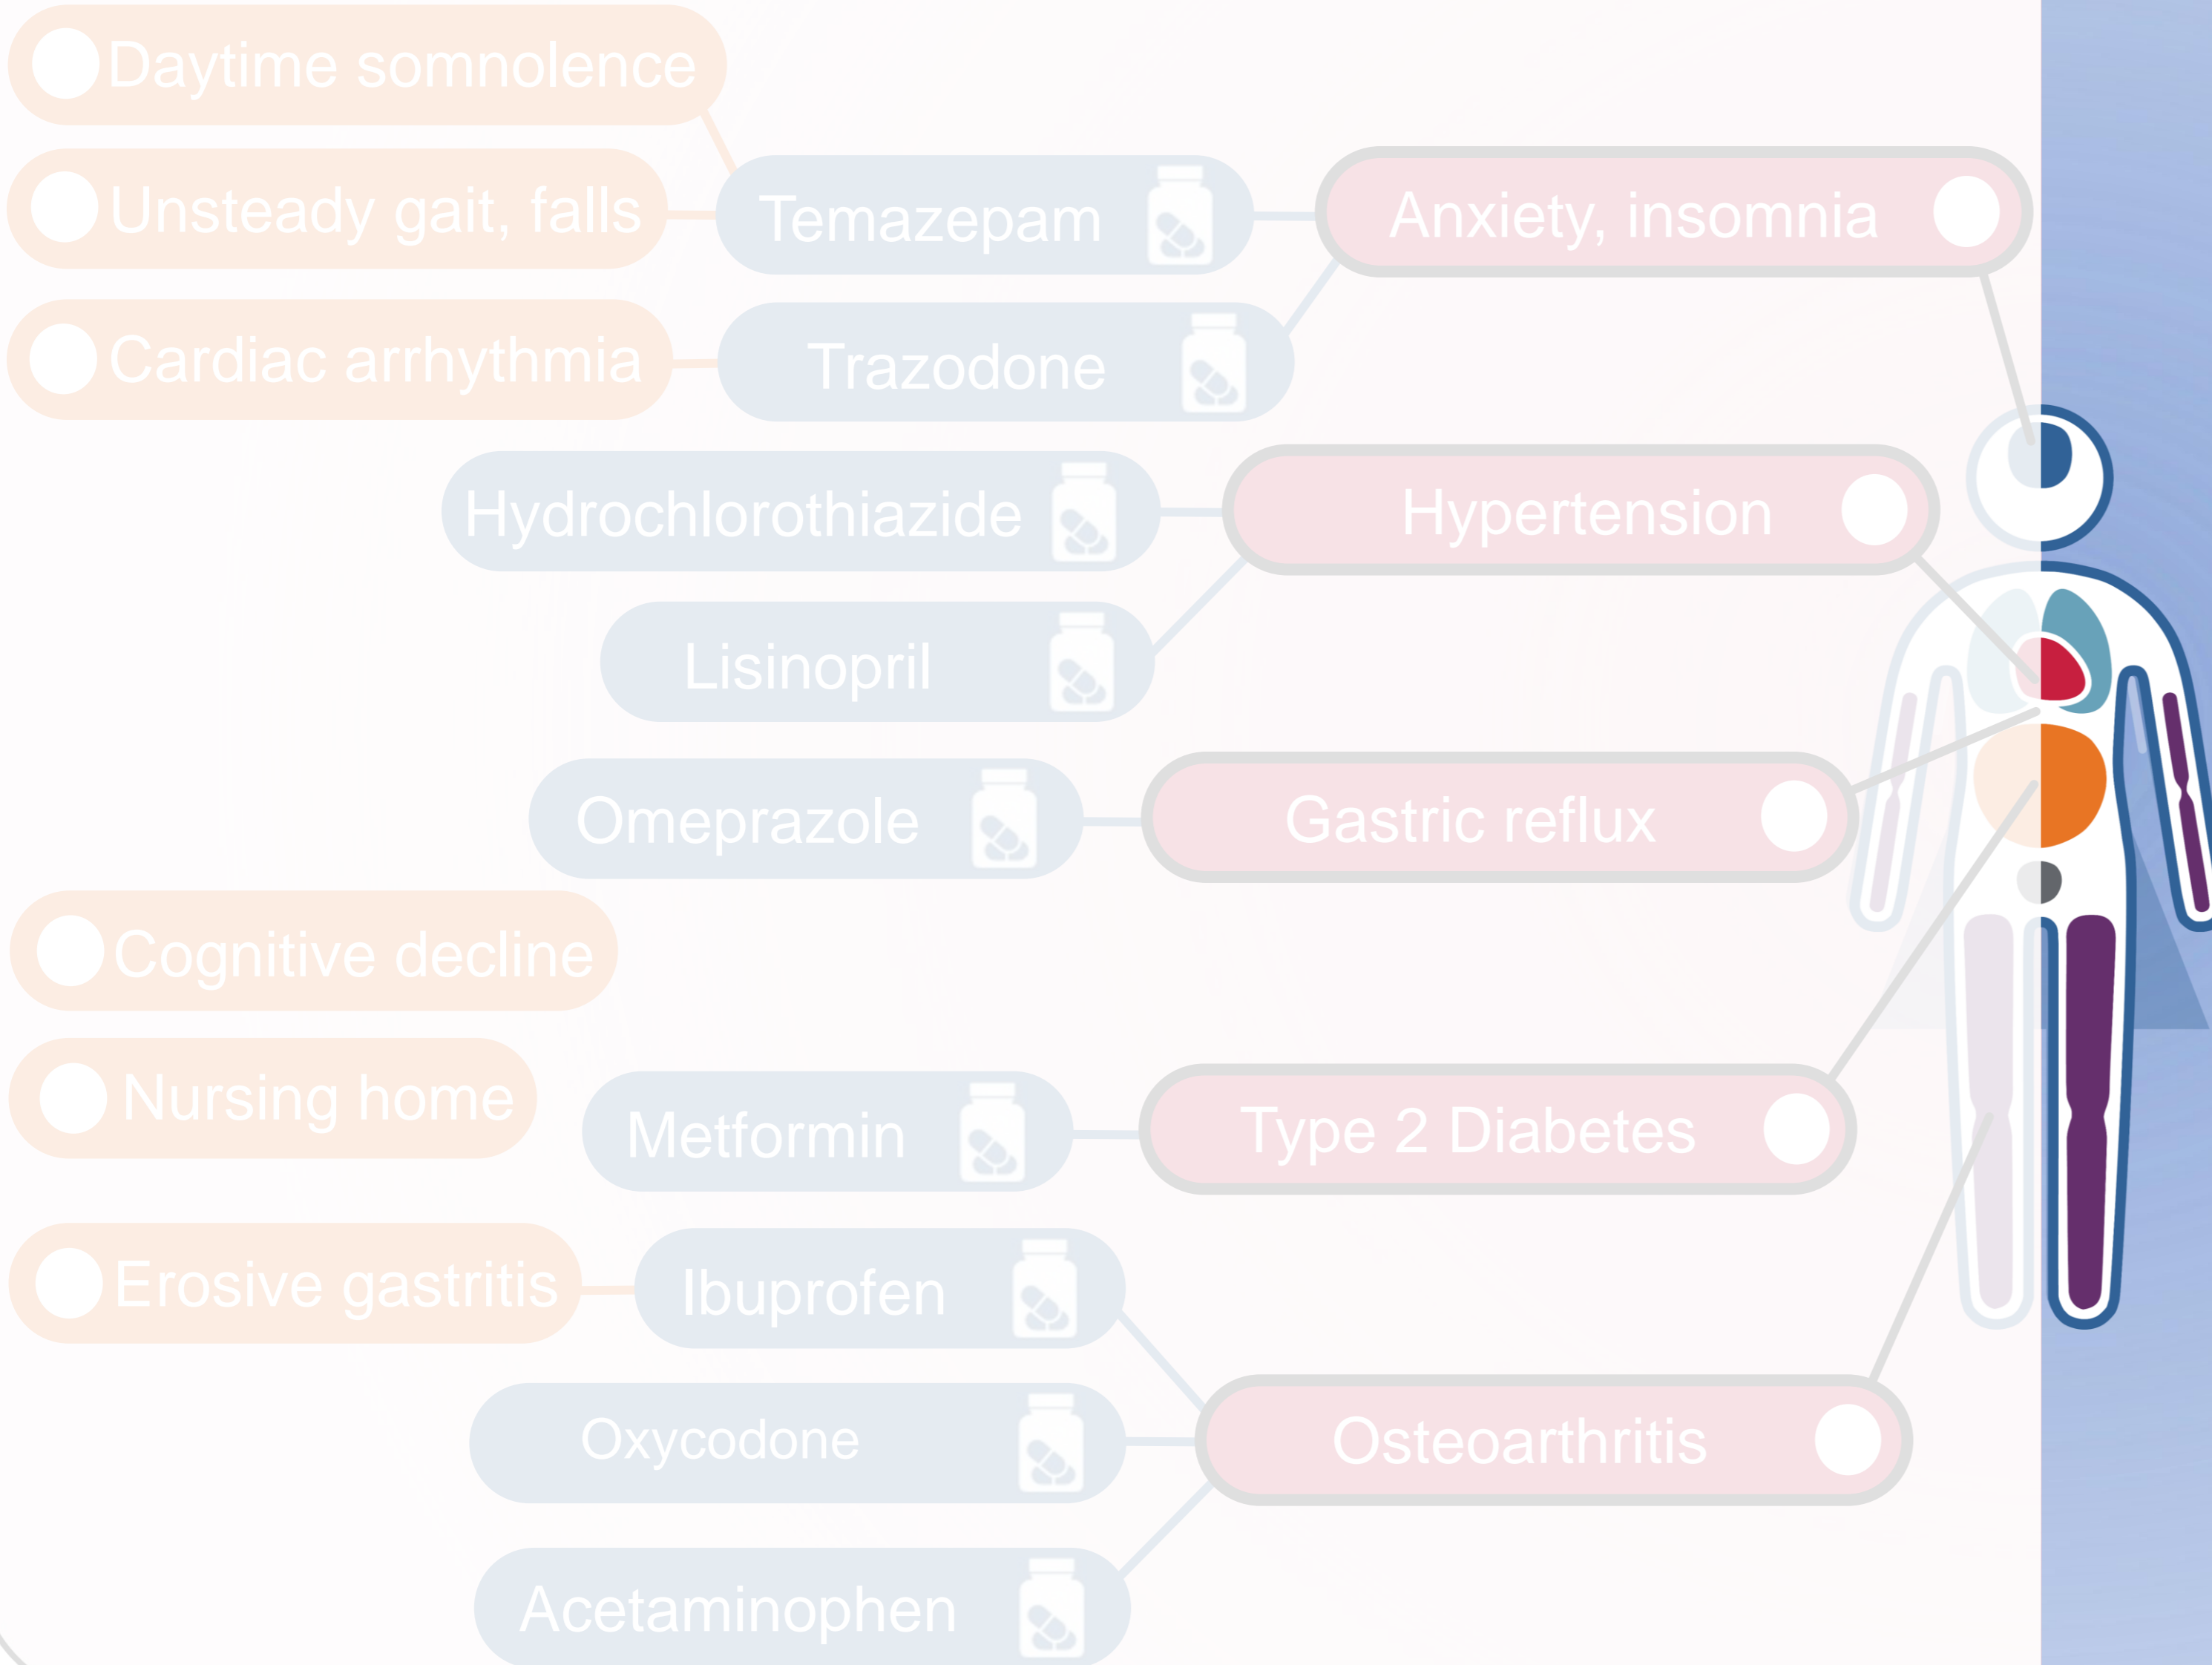 Daytime somnolence
Unsteady gait, falls
Temazepam
Anxiety, insomnia
Cardiac arrhythmia
Trazodone
Hydrochlorothiazide
Hypertension
Lisinopril
Omeprazole
Gastric reflux
Cognitive decline
Nursing home
Metformin
Type 2 Diabetes
Erosive gastritis
Ibuprofen
Oxycodone
Osteoarthritis
Acetaminophen